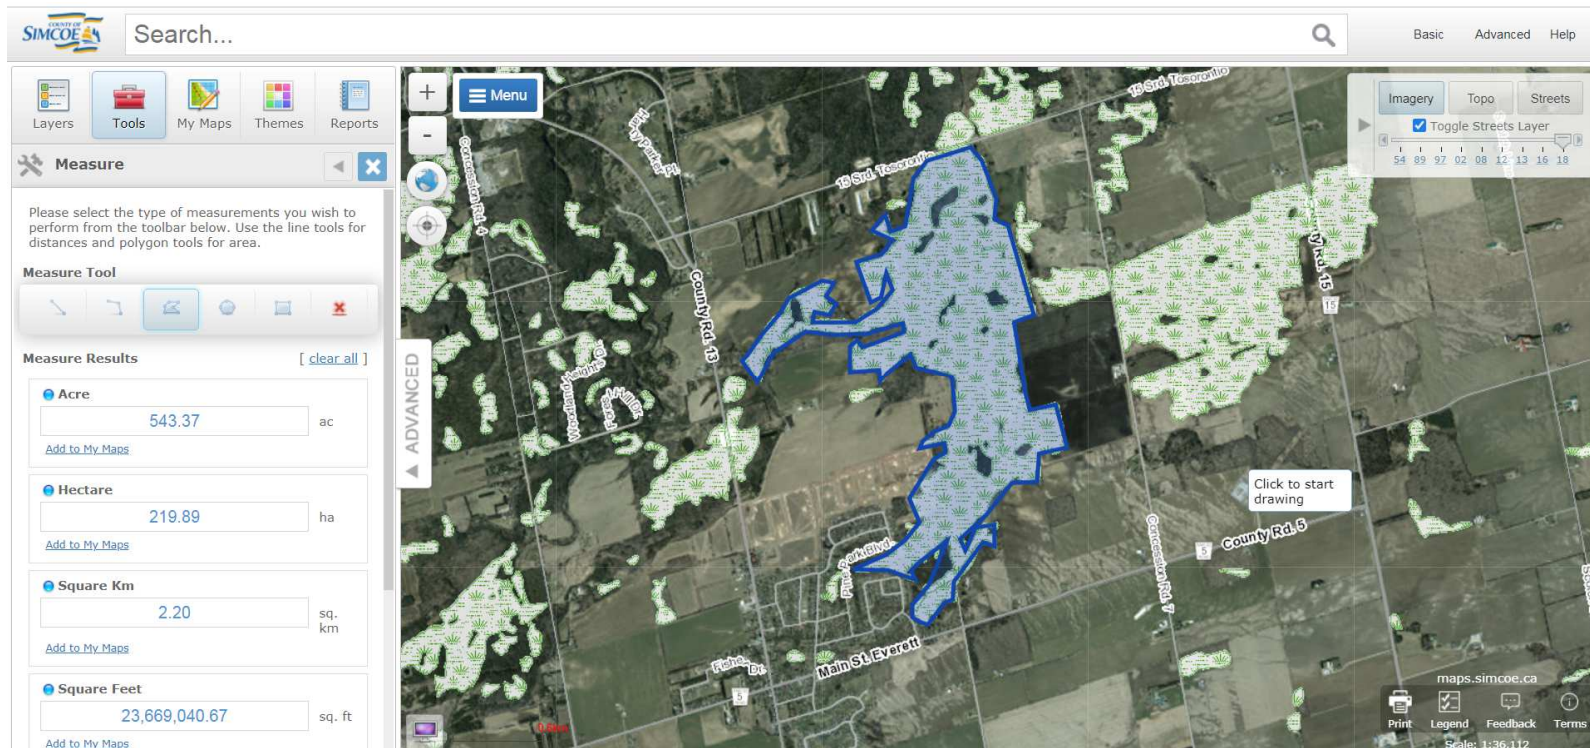 COUNTY OF
SIMCOE
Search...
Basic
Advanced
Help
Layers
Tools
My Maps
Themes
Reports
Measure
Please select the type of measurements you wish to
perform from the toolbar below. Use the line tools for
distances and polygon tools for area.
Measure Tool
Measure Results
[ clear all ]
Acre
543.37
ac
Add to My Maps
Hectare
219.89
ha
Add to My Maps
Square Km
2.20
sq.
km
Add to My Maps
Square Feet
23,669,040.67
sq. ft
Add to My Maps
+
-
Menu
ADVANCED
Imagery
Topo
Streets
Toggle Streets Layer
54 89 97 02 08 12 13 16 18
15 Srd. Tosorontio
15 Srd. Tosorontio
Concession Rd. 4
County Rd. 13
County Rd. 15
15
Click to start
drawing
County Rd. 5
5
Concession Rd. 7
Pine Park Blvd.
Main St. Everett
Dr.
5
maps.simcoe.ca
Print
Legend
Feedback
Terms
Scale: 1:36,112